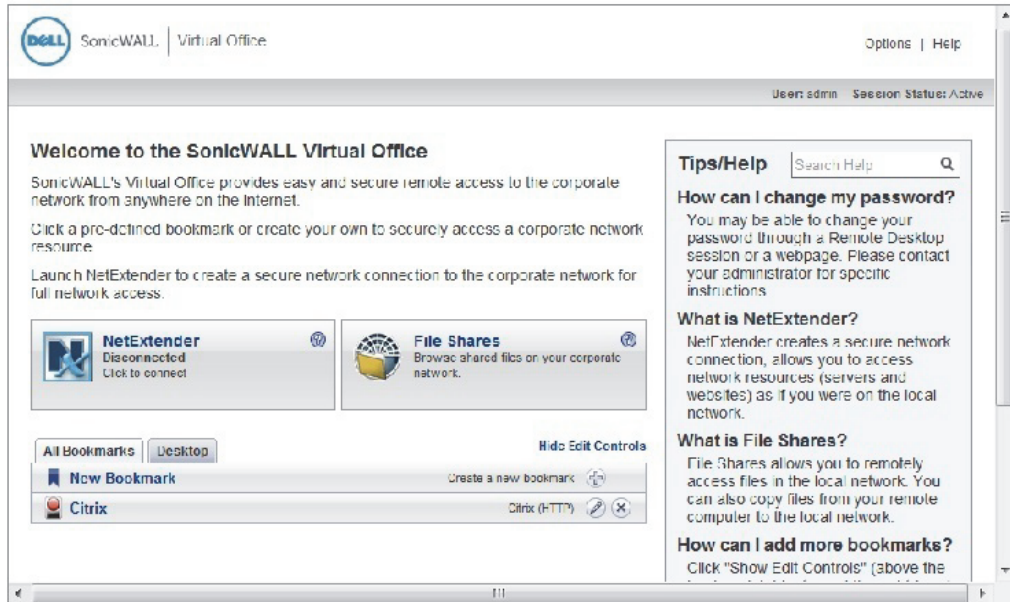 DELL SonicWALL | Virtual Office
Options | Help
User: admin Session Status: Active
Welcome to the SonicWALL Virtual Office
SonicWALL's Virtual Office provides easy and secure remote access to the corporate
network from anywhere on the Internet.
Click a pre-defined bookmark or create your own to securely access a corporate network
resource
Launch NetExtender to create a secure network connection to the corporate network for
full network access.
NetExtender
Disconnected
Click to connect
File Shares
Browse shared files on your corporate
network.
All Bookmarks Desktop Hide Edit Controls
New Bookmark Create a new bookmark
Citrix Citrix (HTTP)
Tips/Help Search Help
How can I change my password?
You may be able to change your
password through a Remote Desktop
session or a webpage. Please contact
your administrator for specific
instructions
What is NetExtender?
NetExtender creates a secure network
connection, allows you to access
network resources (servers and
websites) as if you were on the local
network.
What is File Shares?
File Shares allows you to remotely
access files in the local network. You
can also copy files from your remote
computer to the local network.
How can I add more bookmarks?
Click "Show Edit Controls" (above the